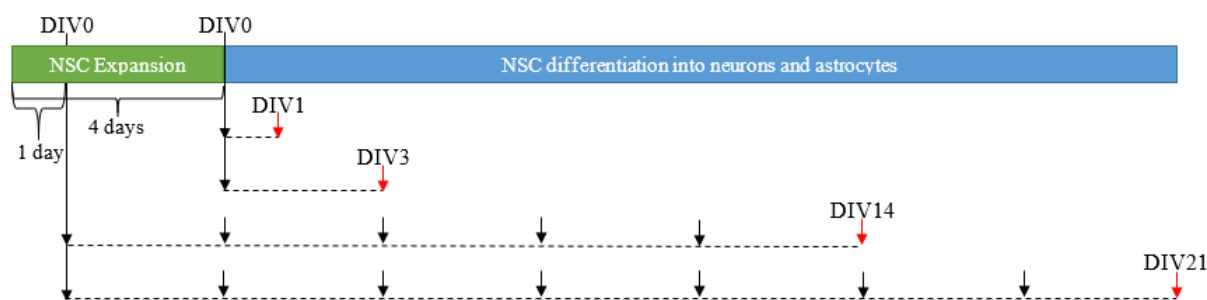 DIV0
DIV0
NSC Expansion
NSC differentiation into neurons and astrocytes
DIV1
4 days
1 day
DIV3
DIV14
DIV21